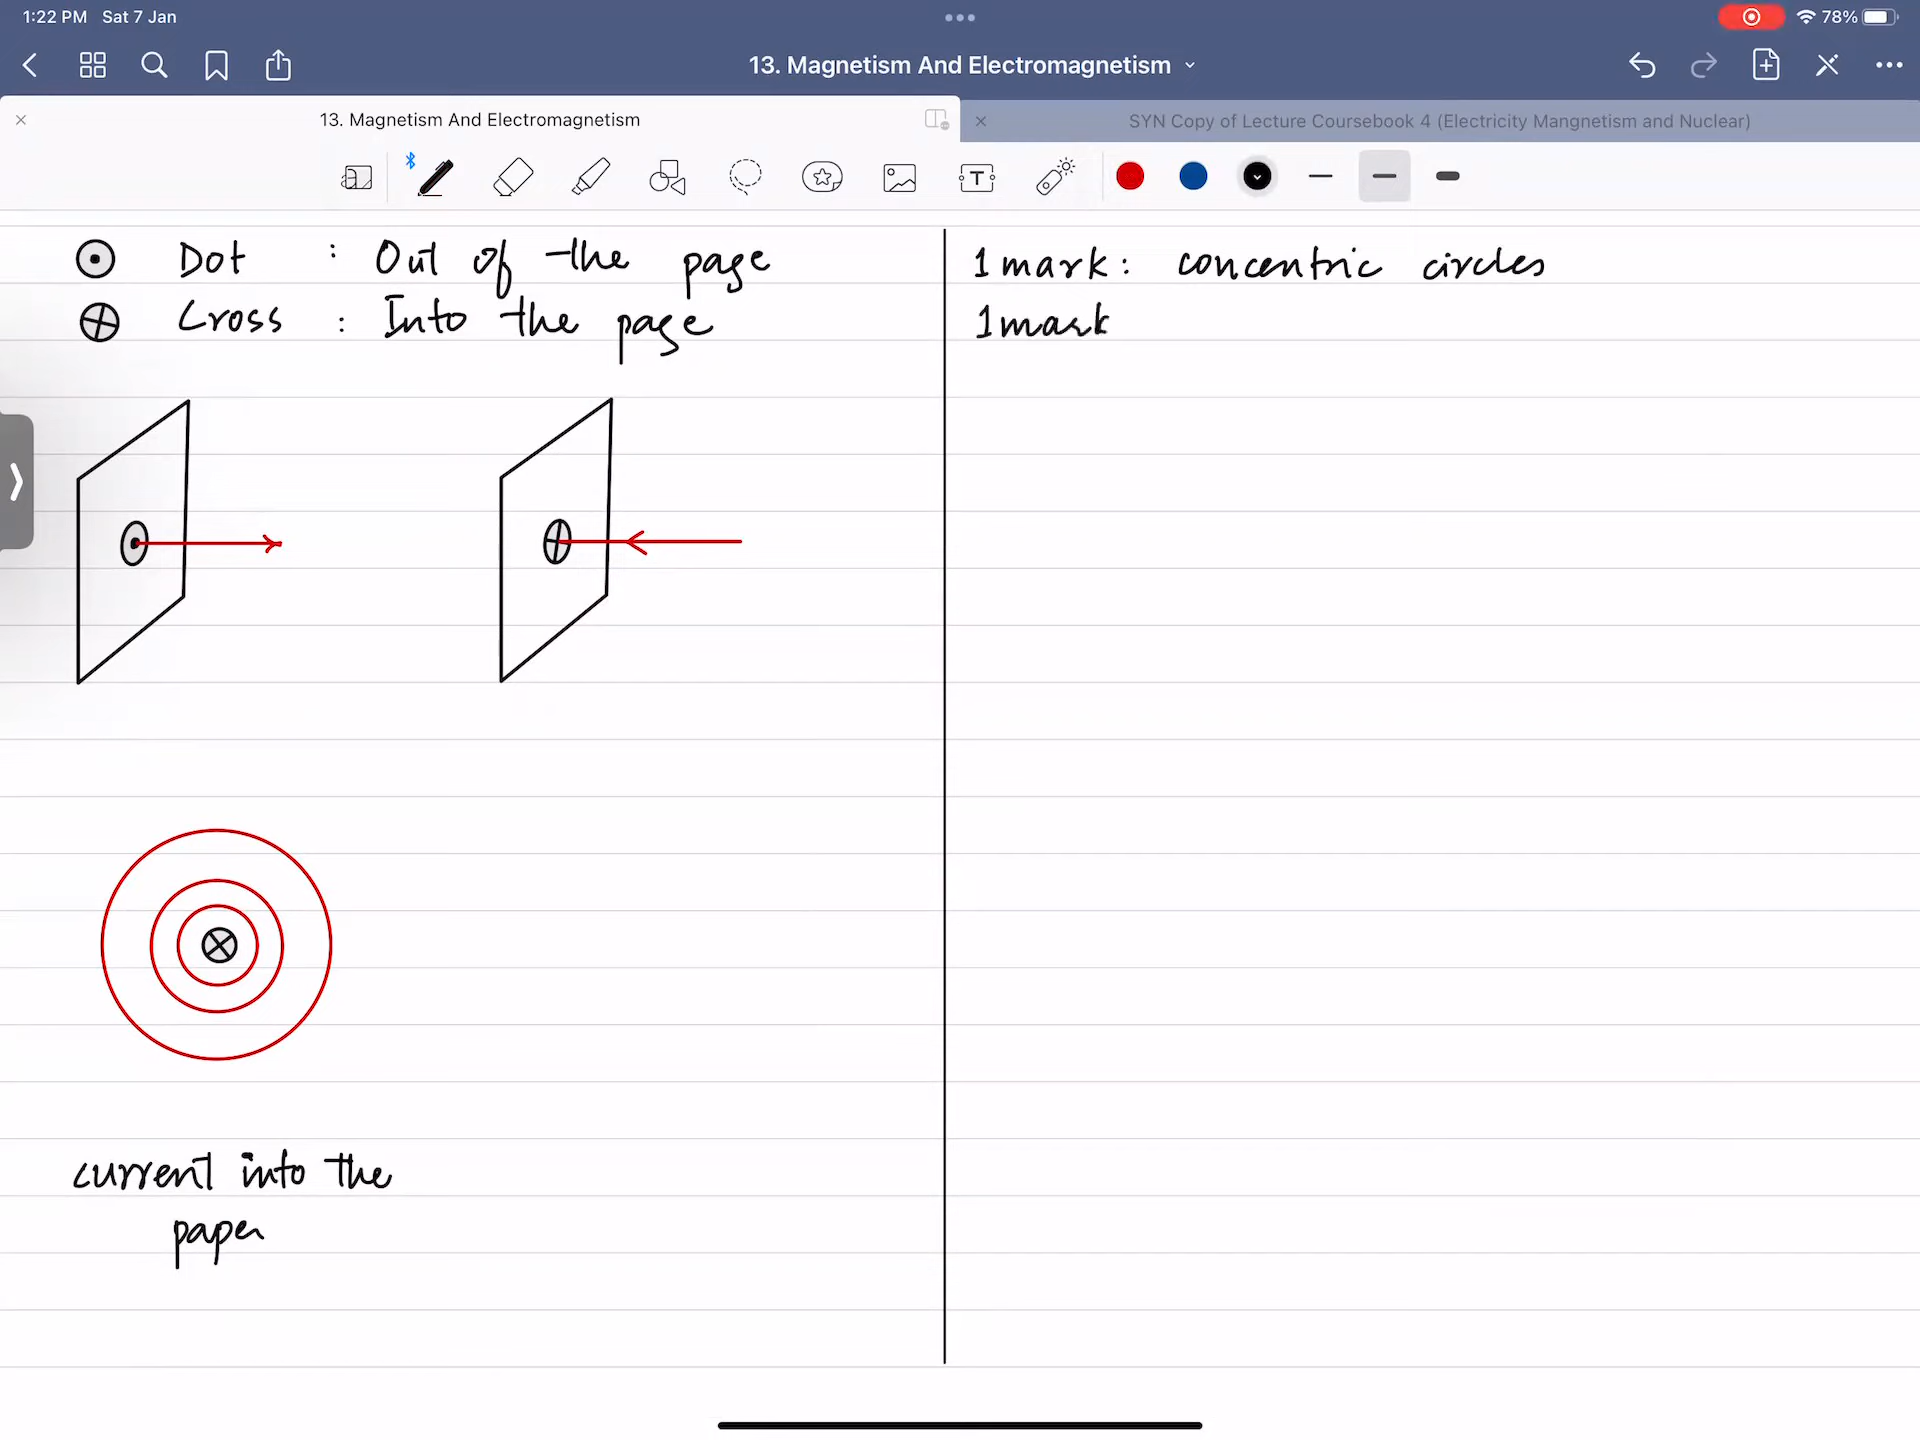 1:22 PM Sat 7 Jan
78%
13. Magnetism And Electromagnetism
13. Magnetism And Electromagnetism
SYN Copy of Lecture Coursebook 4 (Electricity Mangnetism and Nuclear)
Dot : Out of the page
Cross : Into the page
1 mark : concentric circles
1 mark
current into the
paper